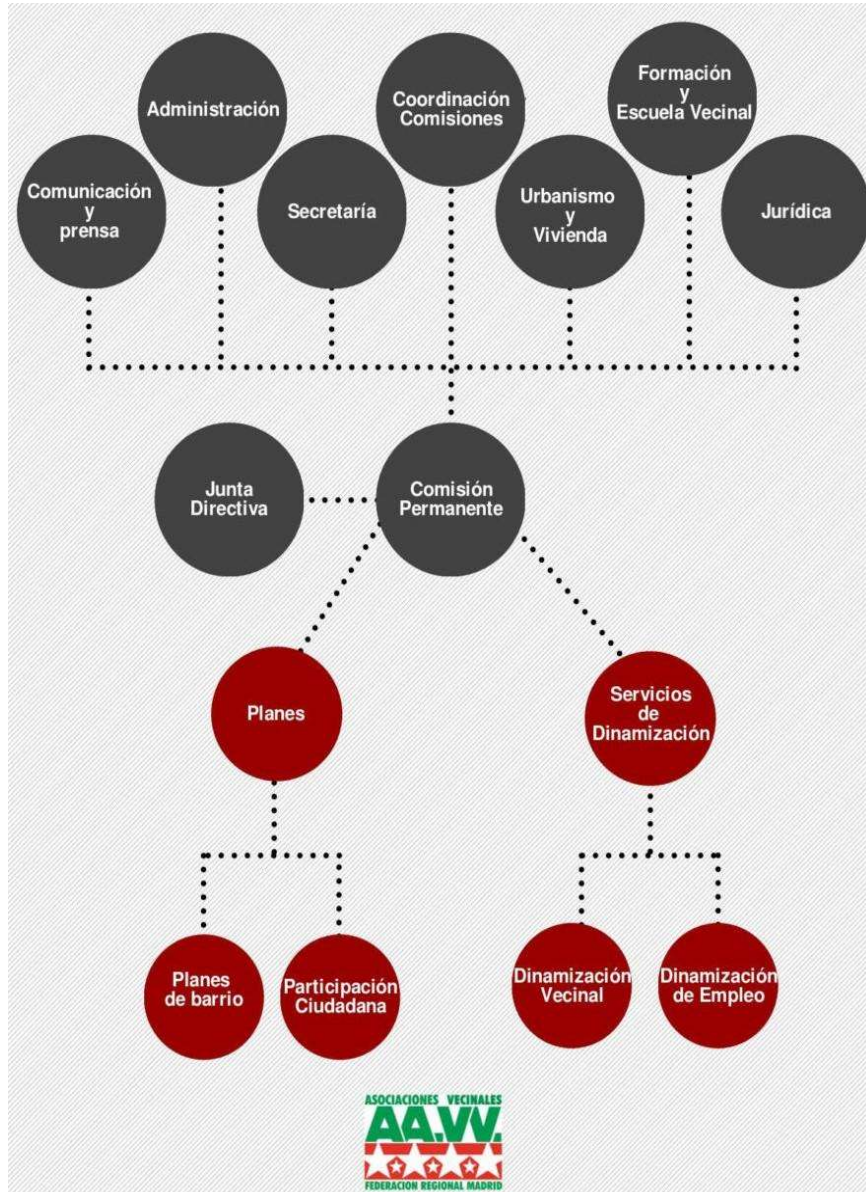 Administración
Coordinación
Comisiones
Formación
y
Escuela Vecinal
Comunicación
y
prensa
Secretaría
Urbanismo
y
Vivienda
Jurídica
Junta
Directiva
Comisión
Permanente
Planes
Servicios
de
Dinamización
Planes
de barrio
Participación
Ciudadana
Dinamización
Vecinal
Dinamización
de Empleo
ASOCIACIONES VECINALES
AA.VV.
FEDERACION REGIONAL MADRID